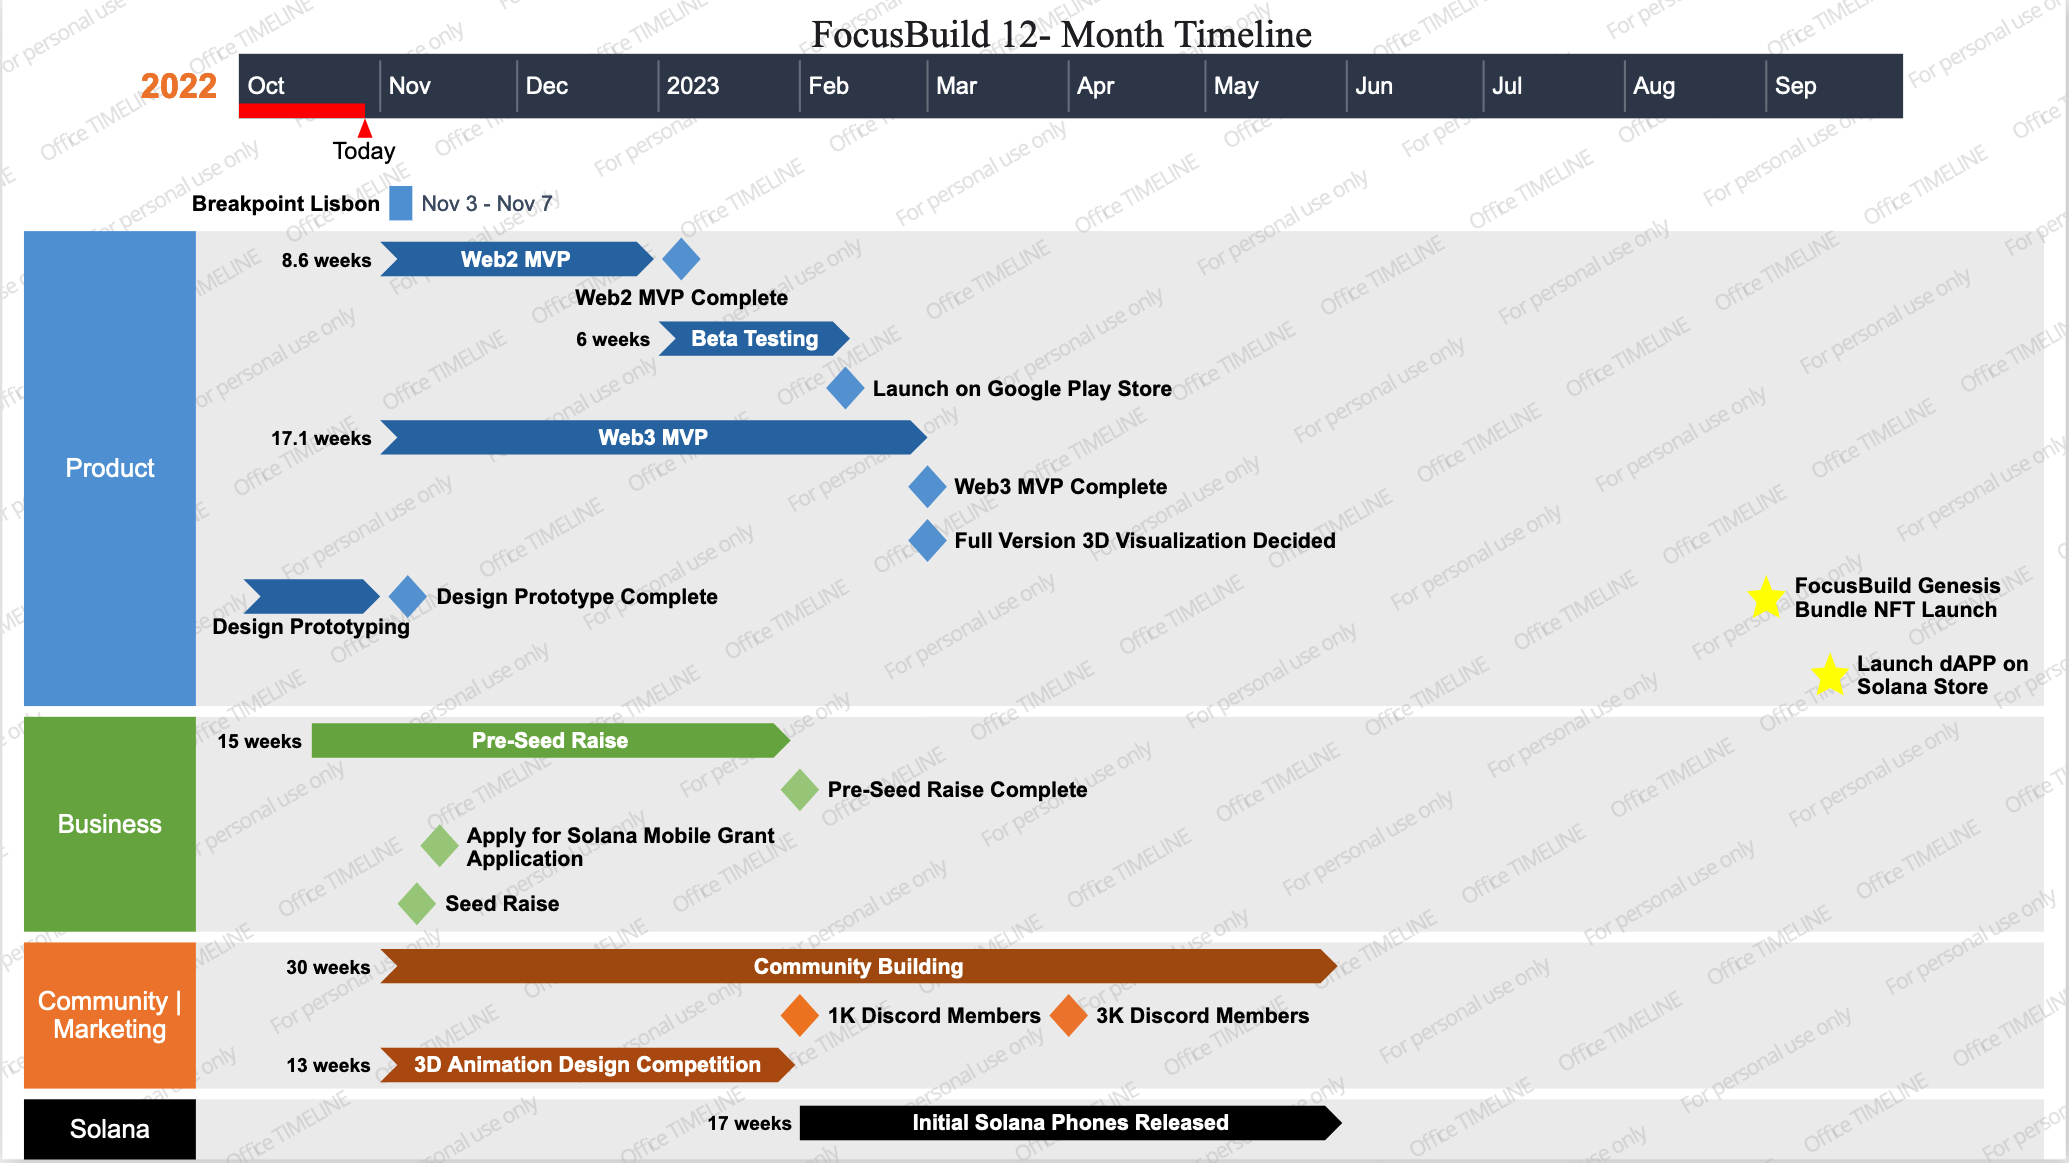 FocusBuild 12- Month Timeline
2022
Oct
Nov
Dec
2023
Feb
Mar
Apr
May
Jun
Jul
Aug
Sep
Today
Breakpoint Lisbon
Nov 3 - Nov 7
Product
8.6 weeks
Web2 MVP
Web2 MVP Complete
6 weeks
Beta Testing
Launch on Google Play Store
17.1 weeks
Web3 MVP
Web3 MVP Complete
Full Version 3D Visualization Decided
Design Prototype Complete
Design Prototyping
FocusBuild Genesis
Bundle NFT Launch
Launch dAPP on
Solana Store
Business
15 weeks
Pre-Seed Raise
Pre-Seed Raise Complete
Apply for Solana Mobile Grant
Application
Seed Raise
Community |
Marketing
30 weeks
Community Building
1K Discord Members
3K Discord Members
13 weeks
3D Animation Design Competition
Solana
17 weeks
Initial Solana Phones Released
For personal use only
Office TIMELINE